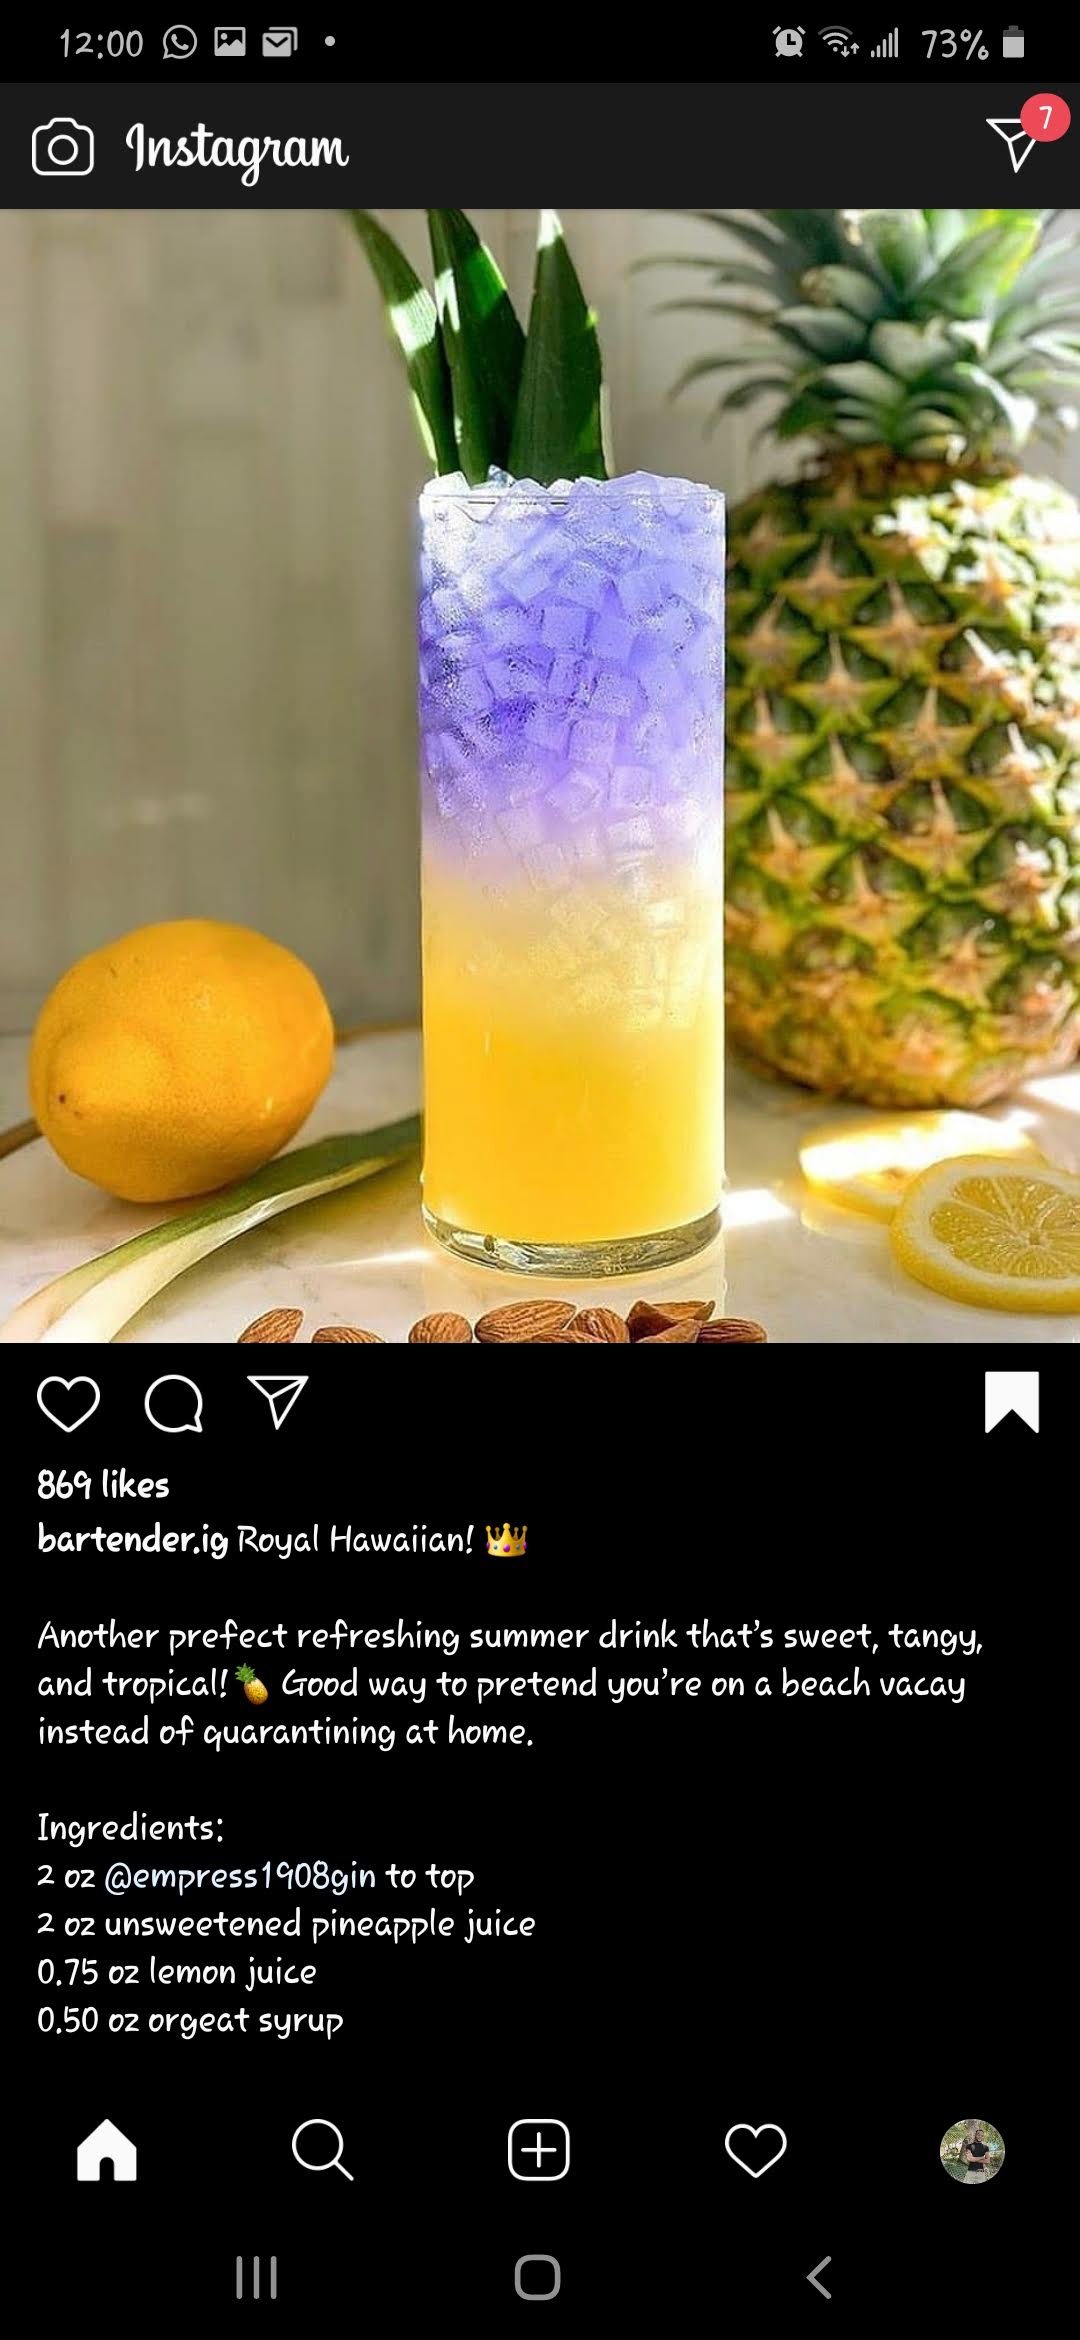 12:00 73%
Instagram 7
869 likes
bartender.ig Royal Hawaiian! 👑
Another prefect refreshing summer drink that's sweet, tangy,
and tropical!🍍 Good way to pretend you're on a beach vacay
instead of quarantining at home.
Ingredients:
2 oz @empress1908gin to top
2 oz unsweetened pineapple juice
0.75 oz lemon juice
0.50 oz orgeat syrup